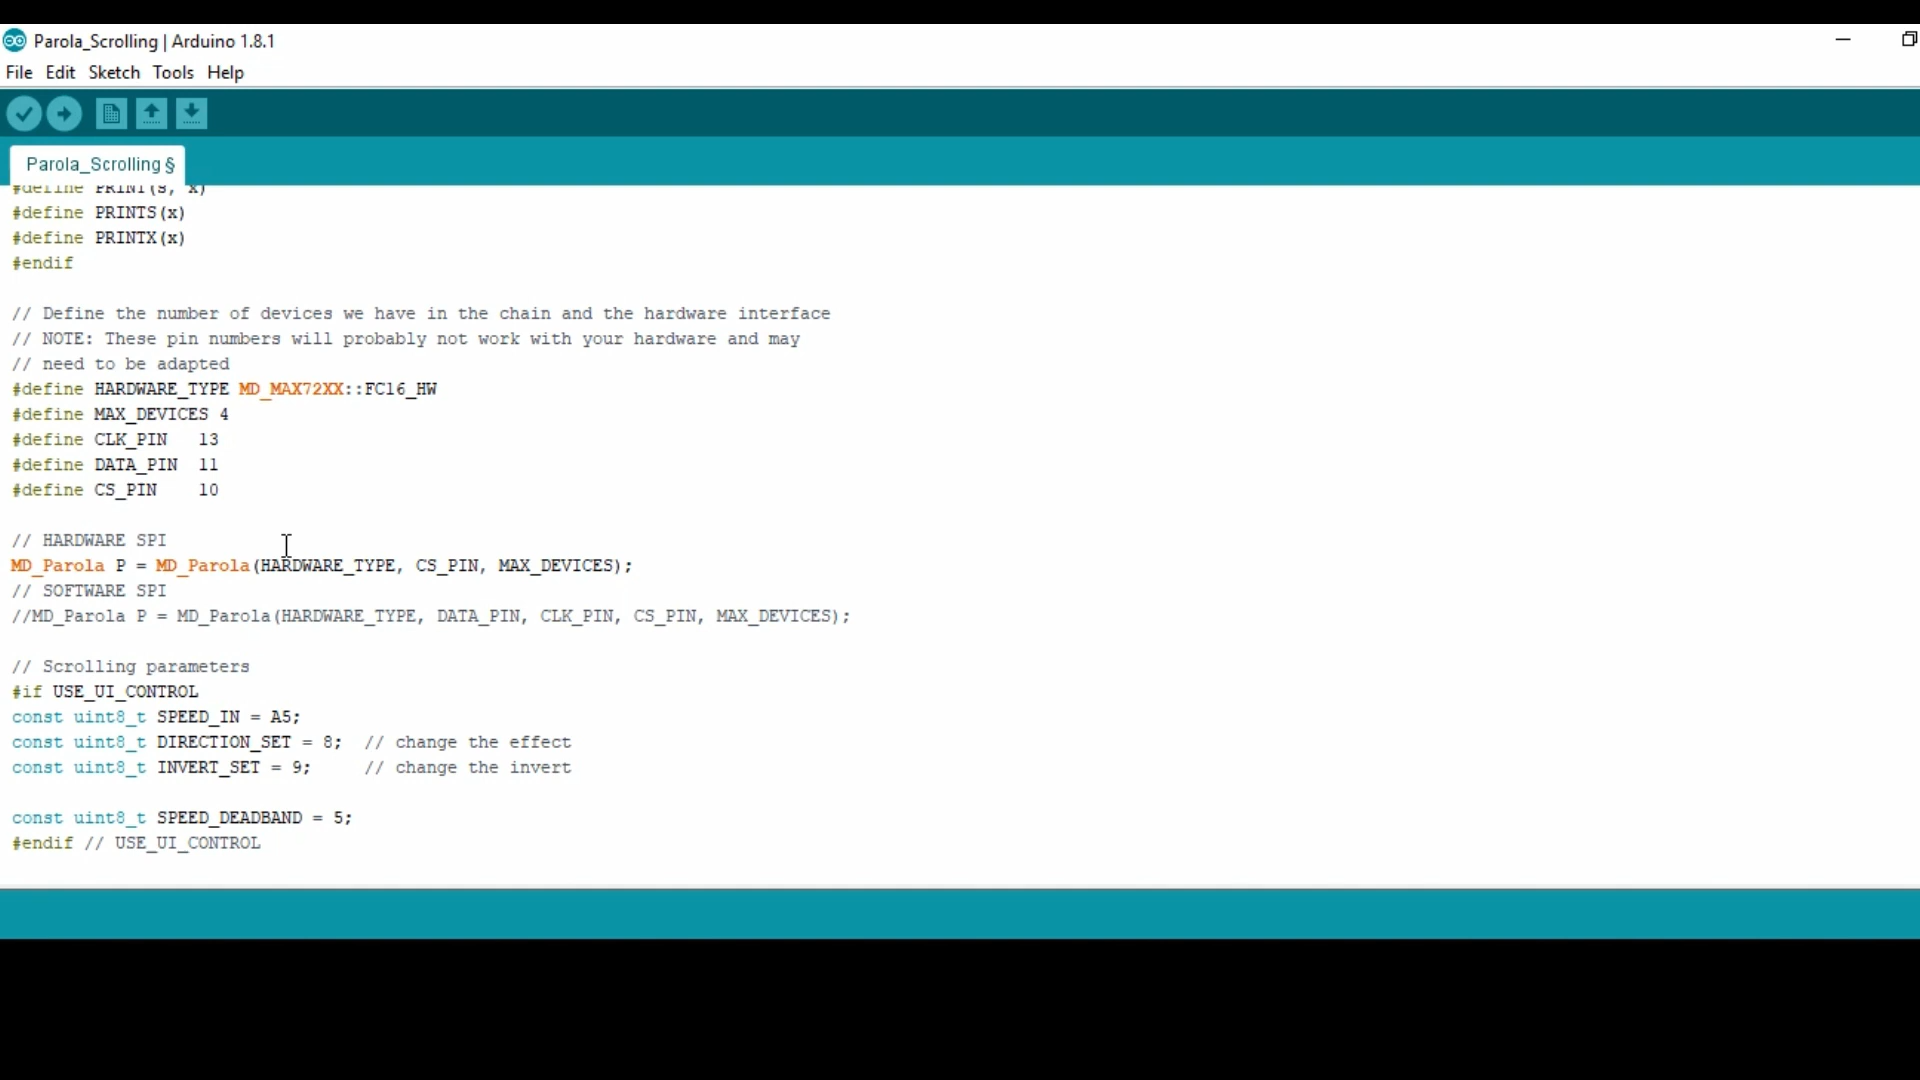 Parola_Scrolling | Arduino 1.8.1
File Edit Sketch Tools Help
Parola_Scrolling §
#define PRINT(s, x)
#define PRINTS(x)
#define PRINTX(x)
#endif
// Define the number of devices we have in the chain and the hardware interface
// NOTE: These pin numbers will probably not work with your hardware and may
// need to be adapted
#define HARDWARE_TYPE MD_MAX72XX::FC16_HW
#define MAX_DEVICES 4
#define CLK_PIN   13
#define DATA_PIN  11
#define CS_PIN    10
// HARDWARE SPI
MD_Parola P = MD_Parola(HARDWARE_TYPE, CS_PIN, MAX_DEVICES);
// SOFTWARE SPI
//MD_Parola P = MD_Parola(HARDWARE_TYPE, DATA_PIN, CLK_PIN, CS_PIN, MAX_DEVICES);
// Scrolling parameters
#if USE_UI_CONTROL
const uint8_t SPEED_IN = A5;
const uint8_t DIRECTION_SET = 8;  // change the effect
const uint8_t INVERT_SET = 9;     // change the invert
const uint8_t SPEED_DEADBAND = 5;
#endif // USE_UI_CONTROL